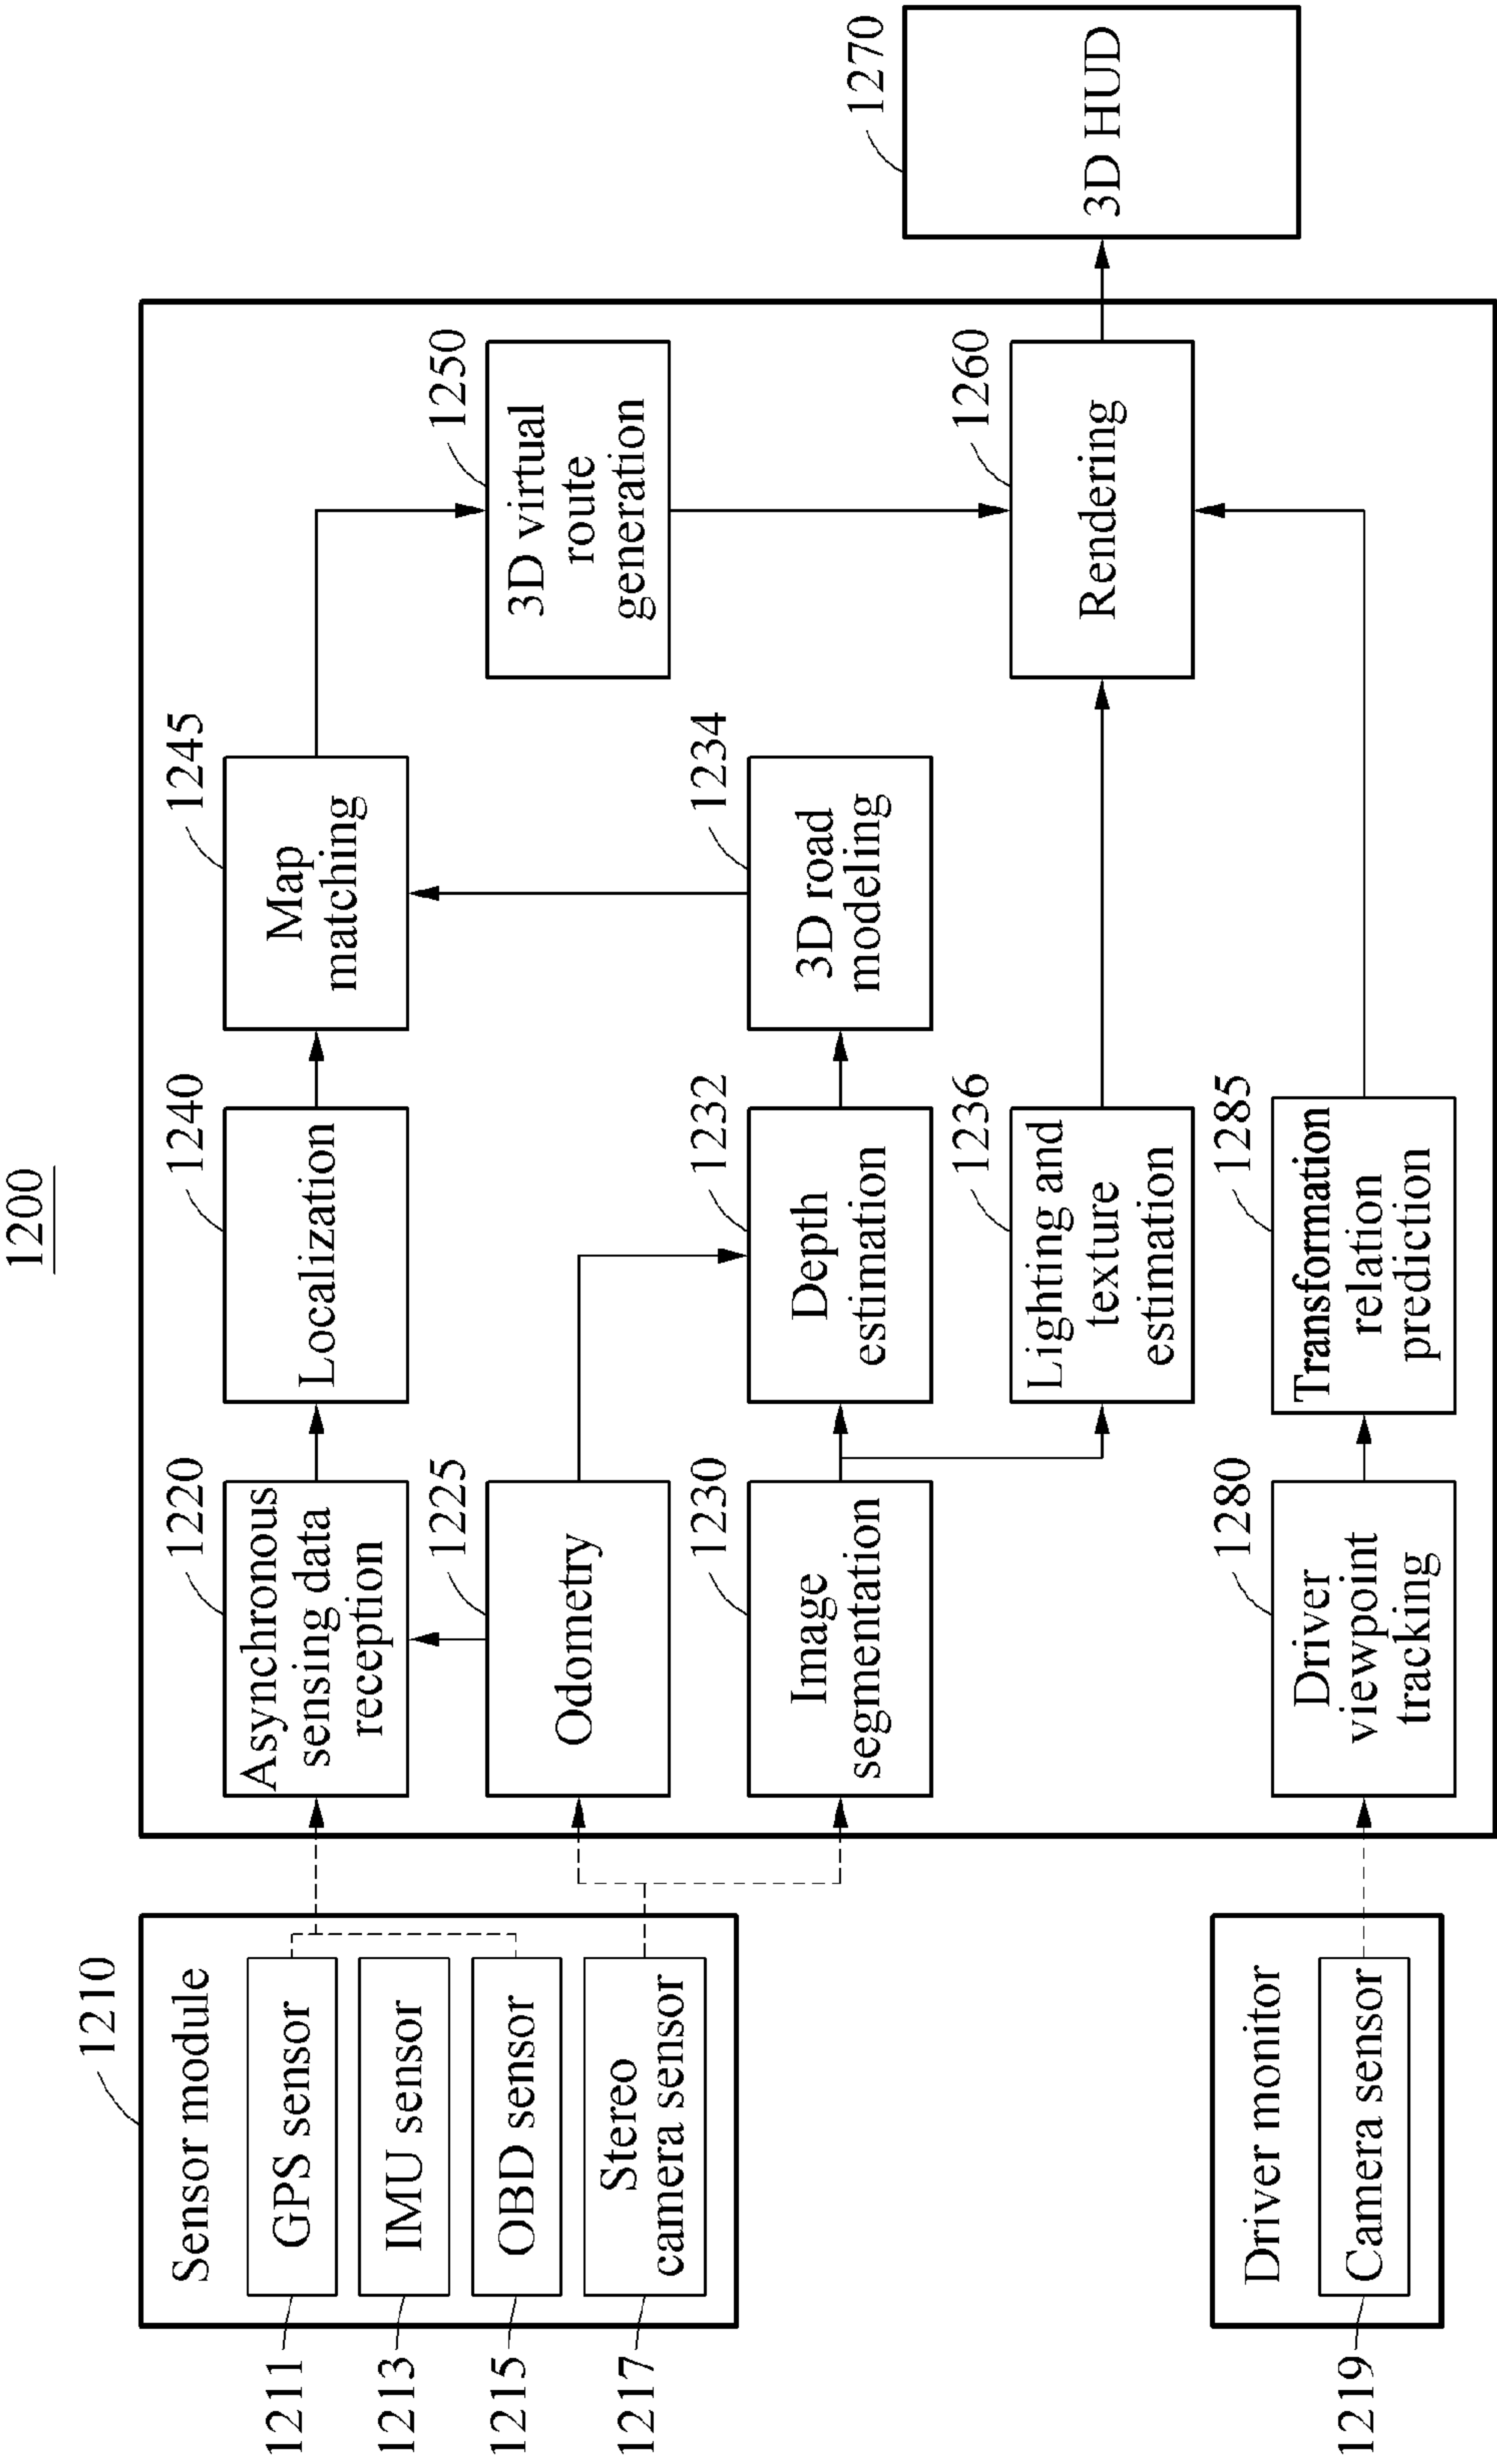 1200
1210
Sensor module
1211
GPS sensor
1213
IMU sensor
1215
OBD sensor
1217
Stereo
camera sensor
Driver monitor
1219
Camera sensor
1220
Asynchronous
sensing data
reception
1225
Odometry
1230
Image
segmentation
1280
Driver
viewpoint
tracking
1240
Localization
1232
Depth
estimation
1236
Lighting and
texture
estimation
1285
Transformation
relation
prediction
1245
Map
matching
1234
3D road
modeling
1250
3D virtual
route
generation
1260
Rendering
1270
3D HUD